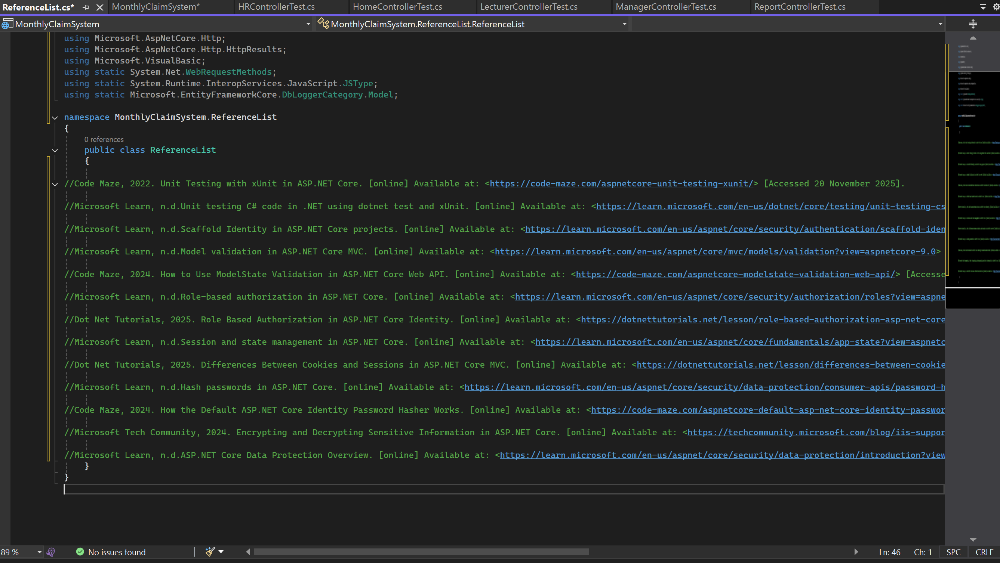 ReferenceList.cs* MonthlyClaimSystem* HRControllerTest.cs HomeControllerTest.cs LecturerControllerTest.cs ManagerControllerTest.cs ReportControllerTest.cs
MonthlyClaimSystem MonthlyClaimSystem.ReferenceList.ReferenceList
using Microsoft.AspNetCore.Http;
using Microsoft.AspNetCore.Http.HttpResults;
using Microsoft.VisualBasic;
using static System.Net.WebRequestMethods;
using static System.Runtime.InteropServices.JavaScript.JSType;
using static Microsoft.EntityFrameworkCore.DbLoggerCategory.Model;
namespace MonthlyClaimSystem.ReferenceList
{
0 references
public class ReferenceList
{
//Code Maze, 2022. Unit Testing with xUnit in ASP.NET Core. [online] Available at: <https://code-maze.com/aspnetcore-unit-testing-xunit/> [Accessed 20 November 2025].
//Microsoft Learn, n.d.Unit testing C# code in .NET using dotnet test and xUnit. [online] Available at: <https://learn.microsoft.com/en-us/dotnet/core/testing/unit-testing-cs
//Microsoft Learn, n.d.Scaffold Identity in ASP.NET Core projects. [online] Available at: <https://learn.microsoft.com/en-us/aspnet/core/security/authentication/scaffold-iden
//Microsoft Learn, n.d.Model validation in ASP.NET Core MVC. [online] Available at: <https://learn.microsoft.com/en-us/aspnet/core/mvc/models/validation?view=aspnetcore-9.0>
//Code Maze, 2024. How to Use ModelState Validation in ASP.NET Core Web API. [online] Available at: <https://code-maze.com/aspnetcore-modelstate-validation-web-api/> [Accesse
//Microsoft Learn, n.d.Role-based authorization in ASP.NET Core. [online] Available at: <https://learn.microsoft.com/en-us/aspnet/core/security/authorization/roles?view=aspne
//Dot Net Tutorials, 2025. Role Based Authorization in ASP.NET Core Identity. [online] Available at: <https://dotnettutorials.net/lesson/role-based-authorization-asp-net-core
//Microsoft Learn, n.d.Session and state management in ASP.NET Core. [online] Available at: <https://learn.microsoft.com/en-us/aspnet/core/fundamentals/app-state?view=aspnetc
//Dot Net Tutorials, 2025. Differences Between Cookies and Sessions in ASP.NET Core MVC. [online] Available at: <https://dotnettutorials.net/lesson/differences-between-cookie
//Microsoft Learn, n.d.Hash passwords in ASP.NET Core. [online] Available at: <https://learn.microsoft.com/en-us/aspnet/core/security/data-protection/consumer-apis/password-h
//Code Maze, 2024. How the Default ASP.NET Core Identity Password Hasher Works. [online] Available at: <https://code-maze.com/aspnetcore-default-asp-net-core-identity-passwor
//Microsoft Tech Community, 2024. Encrypting and Decrypting Sensitive Information in ASP.NET Core. [online] Available at: <https://techcommunity.microsoft.com/blog/iis-suppor
//Microsoft Learn, n.d.ASP.NET Core Data Protection Overview. [online] Available at: <https://learn.microsoft.com/en-us/aspnet/core/security/data-protection/introduction?view
}
}
89 % No issues found Ln: 46 Ch: 1 SPC CRLF